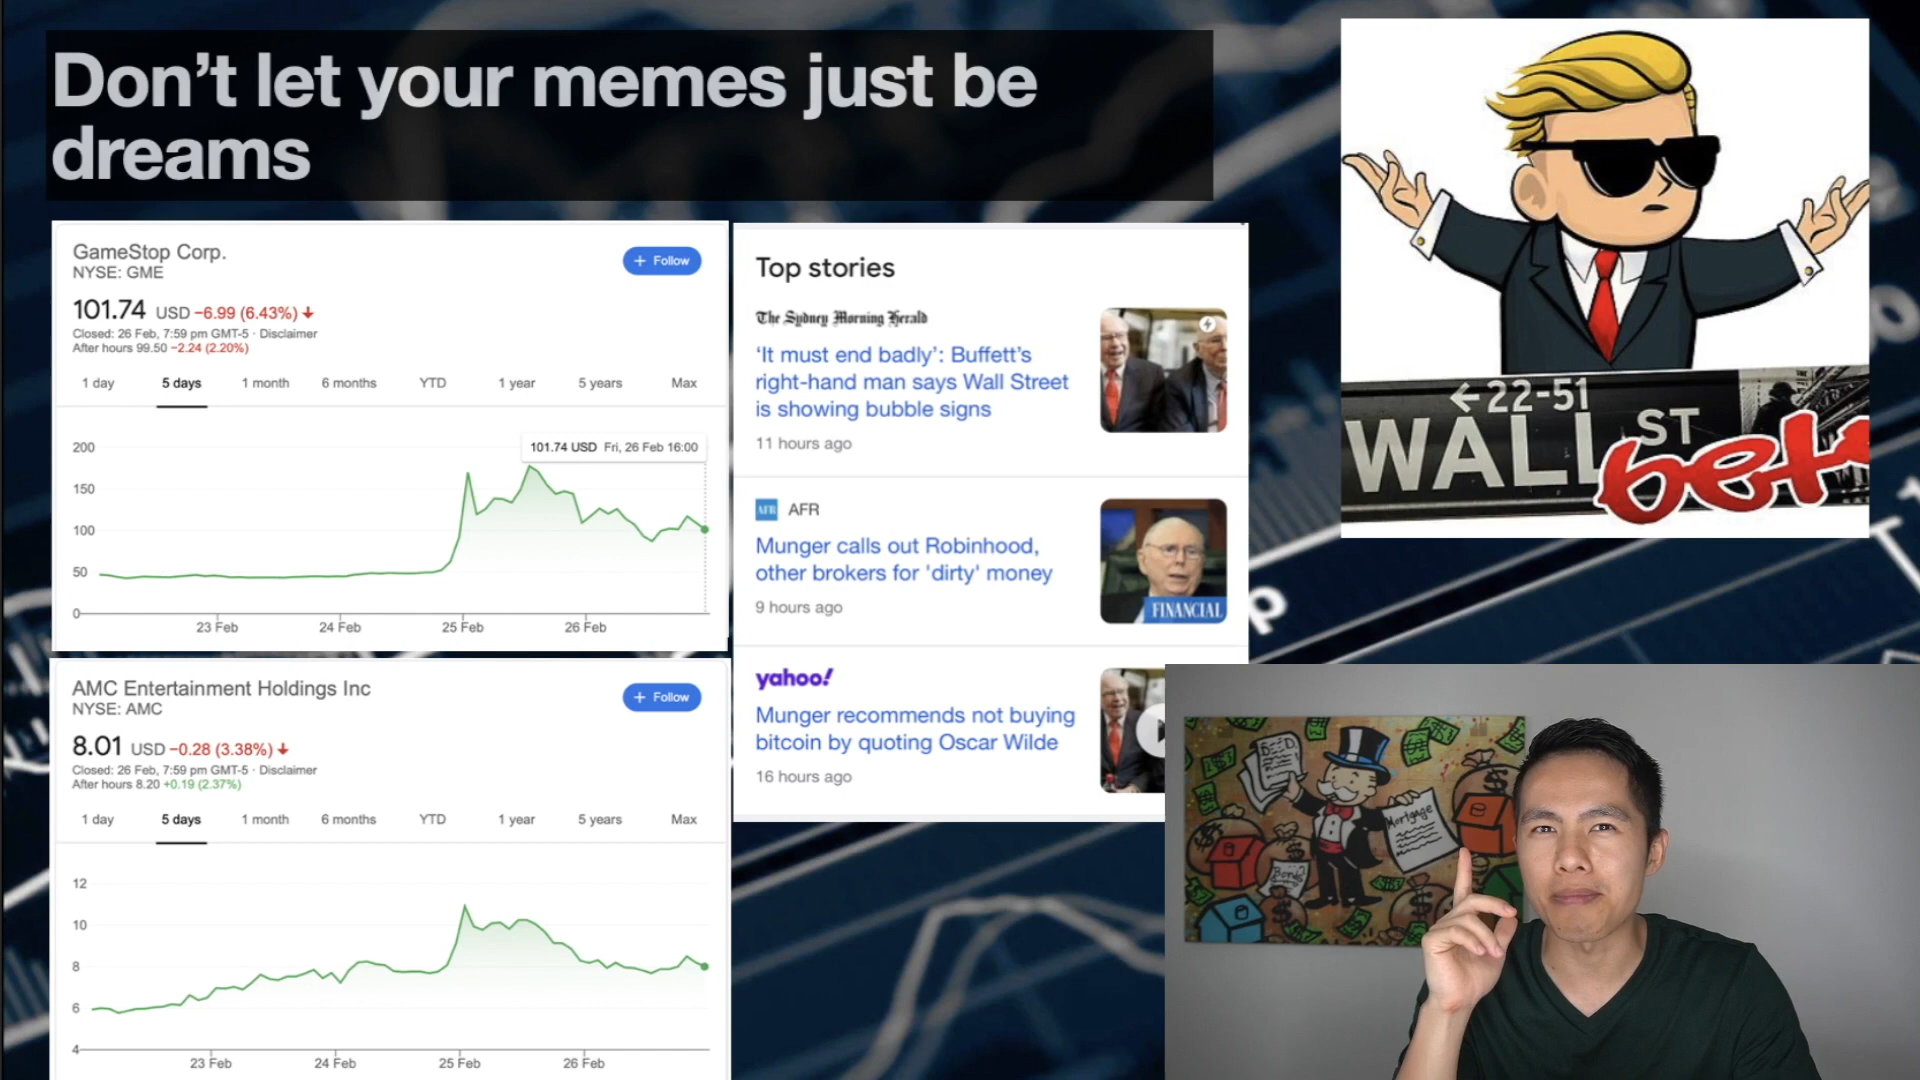 Don’t let your memes just be
dreams
GameStop Corp.
NYSE: GME
+ Follow
101.74 USD −6.99 (6.43%)
Closed: 26 Feb, 7:59 pm GMT-5 · Disclaimer
After hours 99.50 −2.24 (2.20%)
1 day 5 days 1 month 6 months YTD 1 year 5 years Max
101.74 USD Fri, 26 Feb 16:00
200
150
100
50
0
23 Feb 24 Feb 25 Feb 26 Feb
AMC Entertainment Holdings Inc
NYSE: AMC
+ Follow
8.01 USD −0.28 (3.38%)
Closed: 26 Feb, 7:59 pm GMT-5 · Disclaimer
After hours 8.20 +0.19 (2.37%)
1 day 5 days 1 month 6 months YTD 1 year 5 years Max
12
10
8
6
4
23 Feb 24 Feb 25 Feb 26 Feb
Top stories
The Sydney Morning Herald
‘It must end badly’: Buffett’s
right-hand man says Wall Street
is showing bubble signs
11 hours ago
AFR AFR
Munger calls out Robinhood,
other brokers for 'dirty' money
9 hours ago
FINANCIAL
yahoo!
Munger recommends not buying
bitcoin by quoting Oscar Wilde
16 hours ago
22-51
WALL ST
bet
Mortgage
Bonds